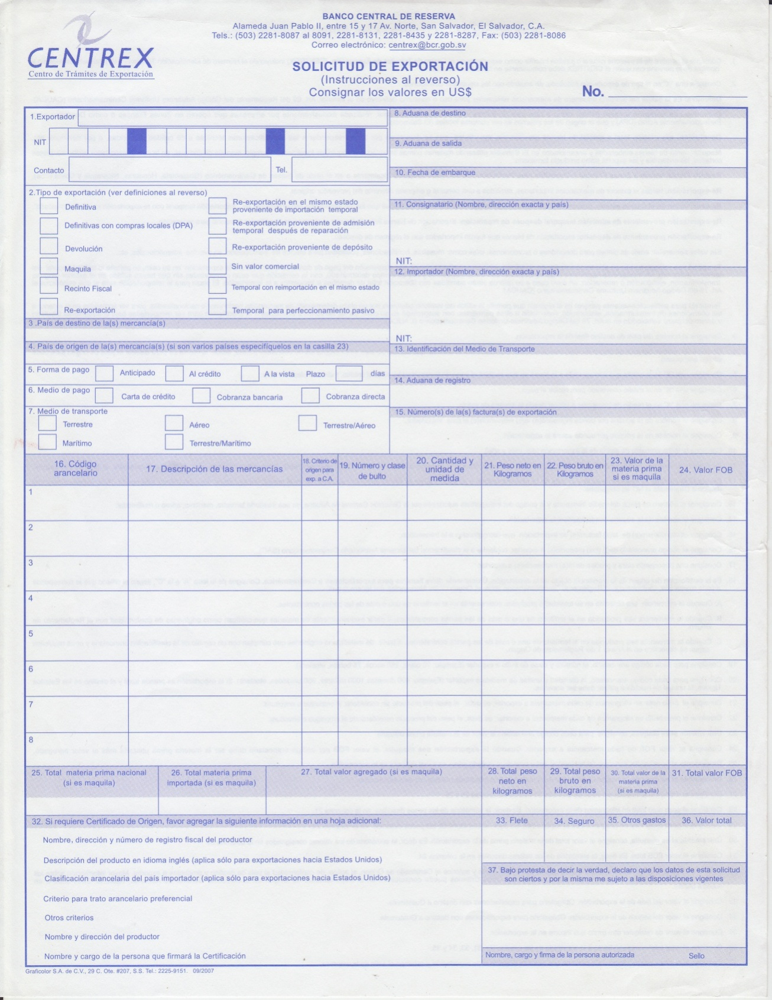 BANCO CENTRAL DE RESERVA
Alameda Juan Pablo II, entre 15 y 17 Av. Norte, San Salvador, El Salvador, C.A.
Tels.: (503) 2281-8087 al 8091, 2281-8131, 2281-8435 y 2281-8287, Fax: (503) 2281-8086
Correo electrónico: centrex@bcr.gob.sv
CENTREX
Centro de Trámites de Exportación
SOLICITUD DE EXPORTACIÓN
(Instrucciones al reverso)
Consignar los valores en US$
No.
1.Exportador
NIT
Contacto
Tel.
2.Tipo de exportación (ver definiciones al reverso)
Definitiva
Definitivas con compras locales (DPA)
Devolución
Maquila
Recinto Fiscal
Re-exportación
Re-exportación en el mismo estado
proveniente de importación temporal
Re-exportación proveniente de admisión
temporal después de reparación
Re-exportación proveniente de depósito
Sin valor comercial
Temporal con reimportación en el mismo estado
Temporal para perfeccionamiento pasivo
3 .País de destino de la(s) mercancía(s)
4. País de origen de la(s) mercancía(s) (si son varios países especifíquelos en la casilla 23)
5. Forma de pago
Anticipado
Al crédito
A la vista
Plazo
días
6. Medio de pago
Carta de crédito
Cobranza bancaria
Cobranza directa
7. Medio de transporte
Terrestre
Aéreo
Terrestre/Aéreo
Marítimo
Terrestre/Marítimo
8. Aduana de destino
9. Aduana de salida
10. Fecha de embarque
11. Consignatario (Nombre, dirección exacta y país)
NIT:
12. Importador (Nombre, dirección exacta y país)
NIT:
13. Identificación del Medio de Transporte
14. Aduana de registro
15. Número(s) de la(s) factura(s) de exportación
16. Código
arancelario
17. Descripción de las mercancías
18. Criterio de
origen para
exp. a C.A.
19. Número y clase
de bulto
20. Cantidad y
unidad de
medida
21. Peso neto en
Kilogramos
22. Peso bruto en
Kilogramos
23. Valor de la
materia prima
si es maquila
24. Valor FOB
1
2
3
4
5
6
7
8
25. Total materia prima nacional
(si es maquila)
26. Total materia prima
importada (si es maquila)
27. Total valor agregado (si es maquila)
28. Total peso
neto en
kilogramos
29. Total peso
bruto en
kilogramos
30. Total valor de la
materia prima
(si es maquila)
31. Total valor FOB
32. Si requiere Certificado de Origen, favor agregar la siguiente información en una hoja adicional:
Nombre, dirección y número de registro fiscal del productor
Descripción del producto en idioma inglés (aplica sólo para exportaciones hacia Estados Unidos)
Clasificación arancelaria del país importador (aplica sólo para exportaciones hacia Estados Unidos)
Criterio para trato arancelario preferencial
Otros criterios
Nombre y dirección del productor
Nombre y cargo de la persona que firmará la Certificación
33. Flete
34. Seguro
35. Otros gastos
36. Valor total
37. Bajo protesta de decir la verdad, declaro que los datos de esta solicitud
son ciertos y por la misma me sujeto a las disposiciones vigentes
Nombre, cargo y firma de la persona autorizada
Sello
Graficolor S.A. de C.V., 29 C. Ote. #207, S.S. Tel.: 2225-9151. 09/2007